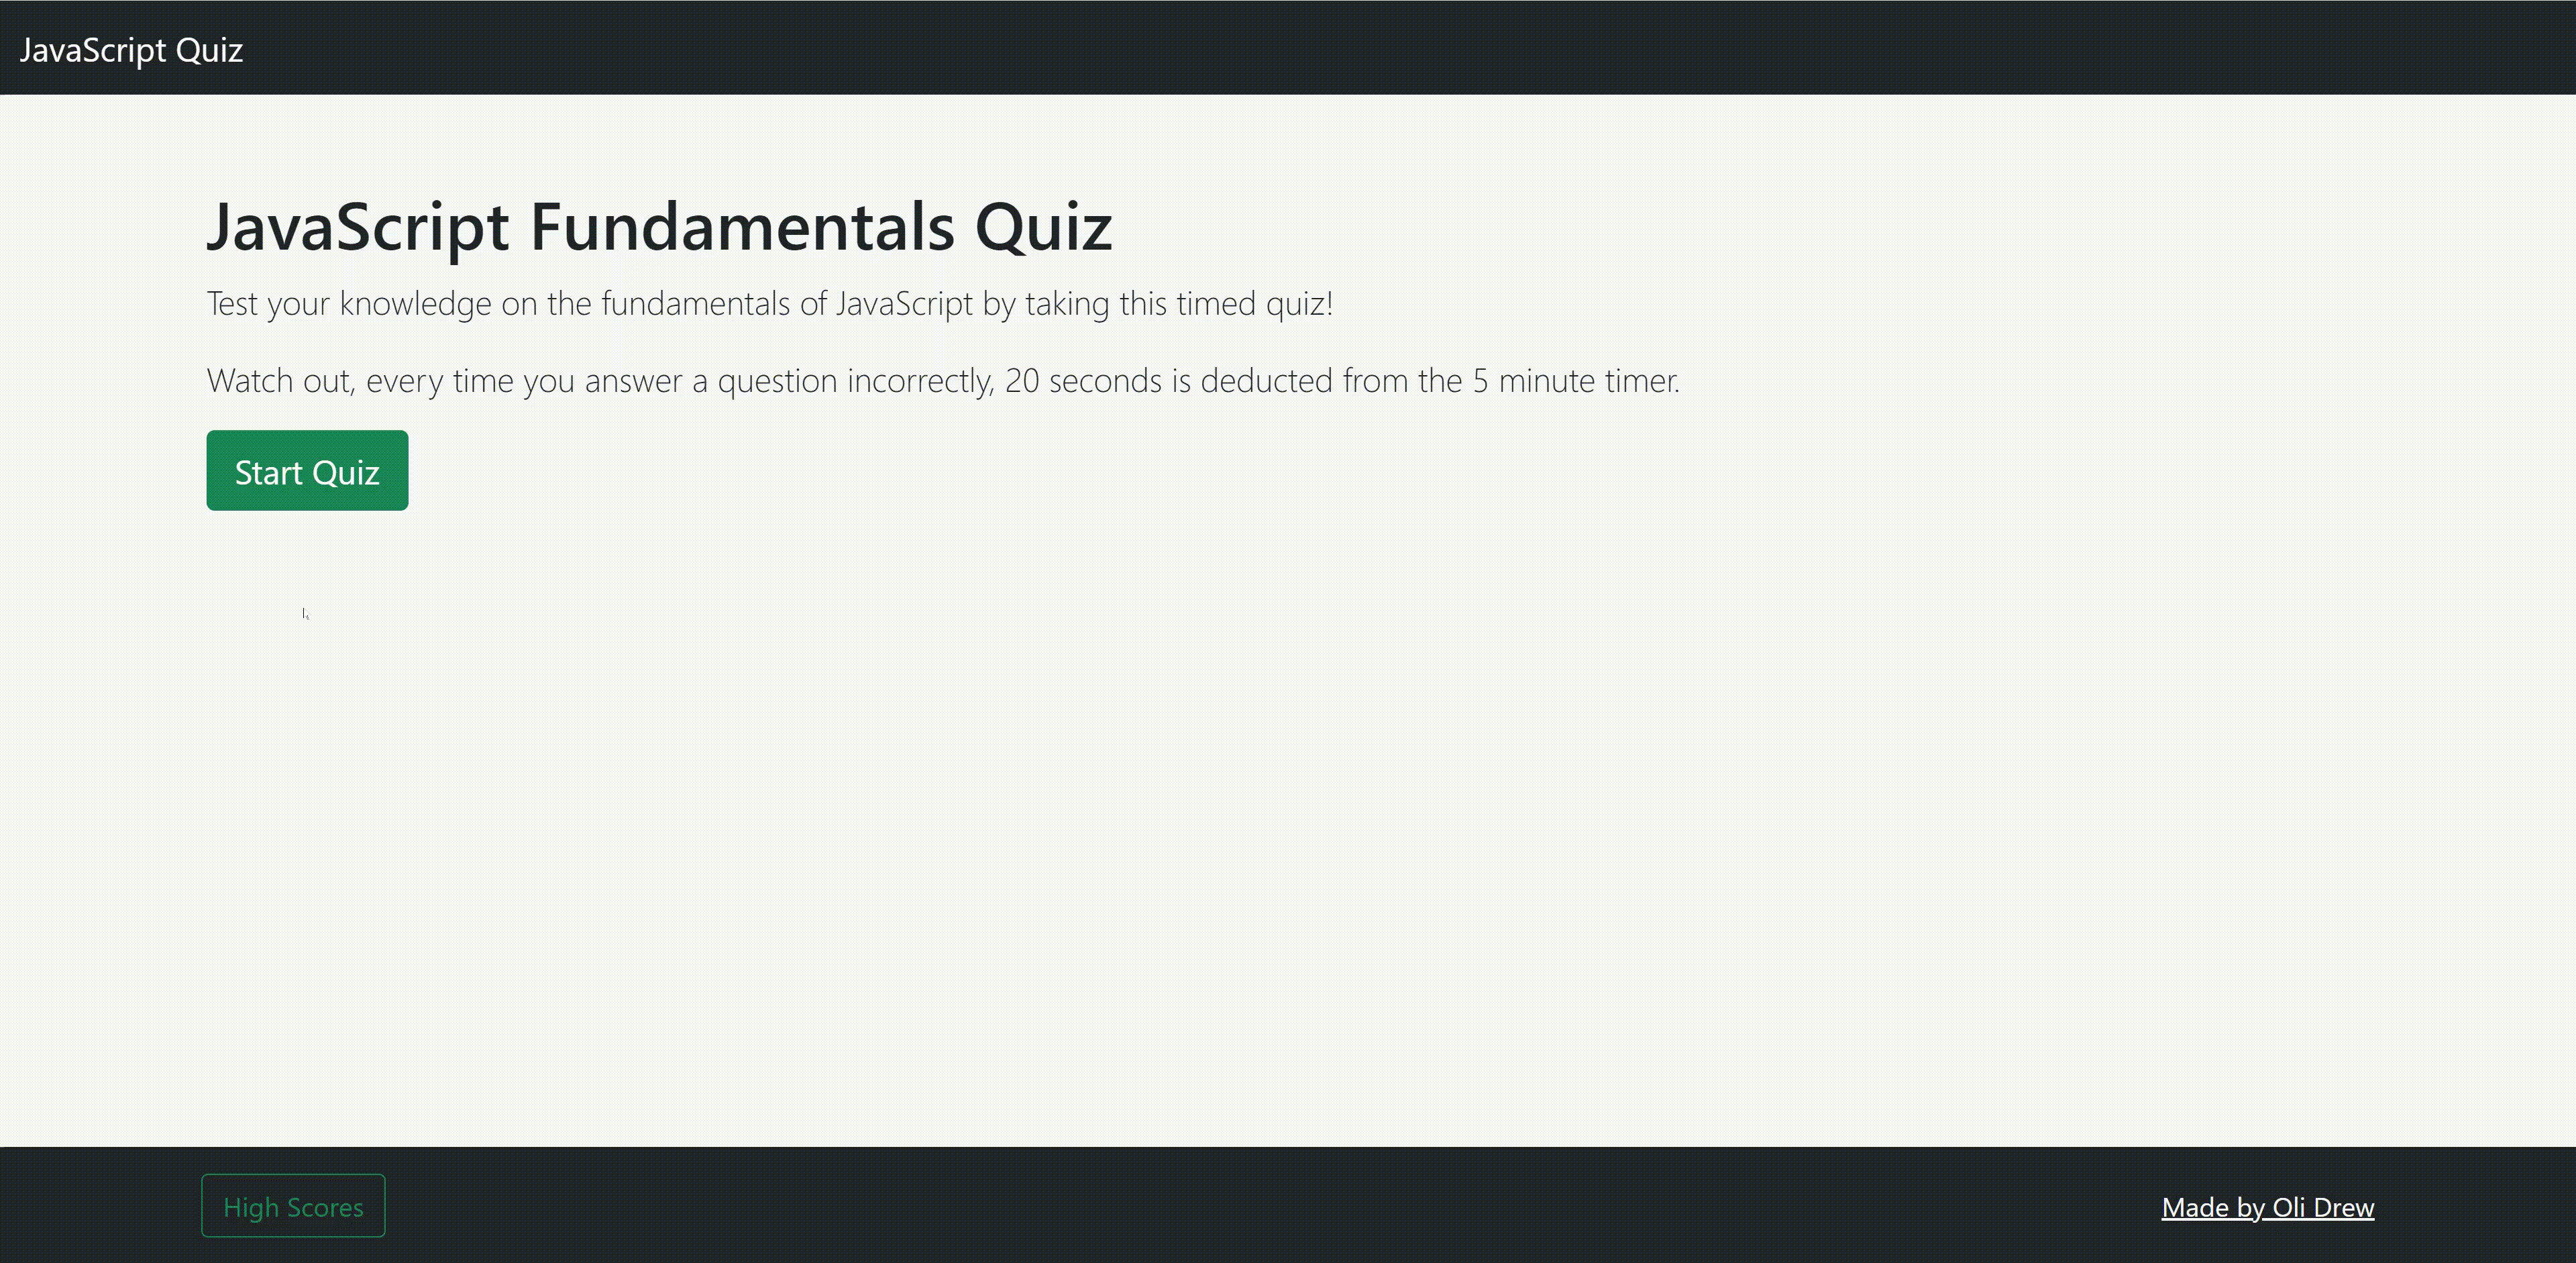 JavaScript Quiz
JavaScript Fundamentals Quiz
Test your knowledge on the fundamentals of JavaScript by taking this timed quiz!
Watch out, every time you answer a question incorrectly, 20 seconds is deducted from the 5 minute timer.
Start Quiz
High Scores
Made by Oli Drew